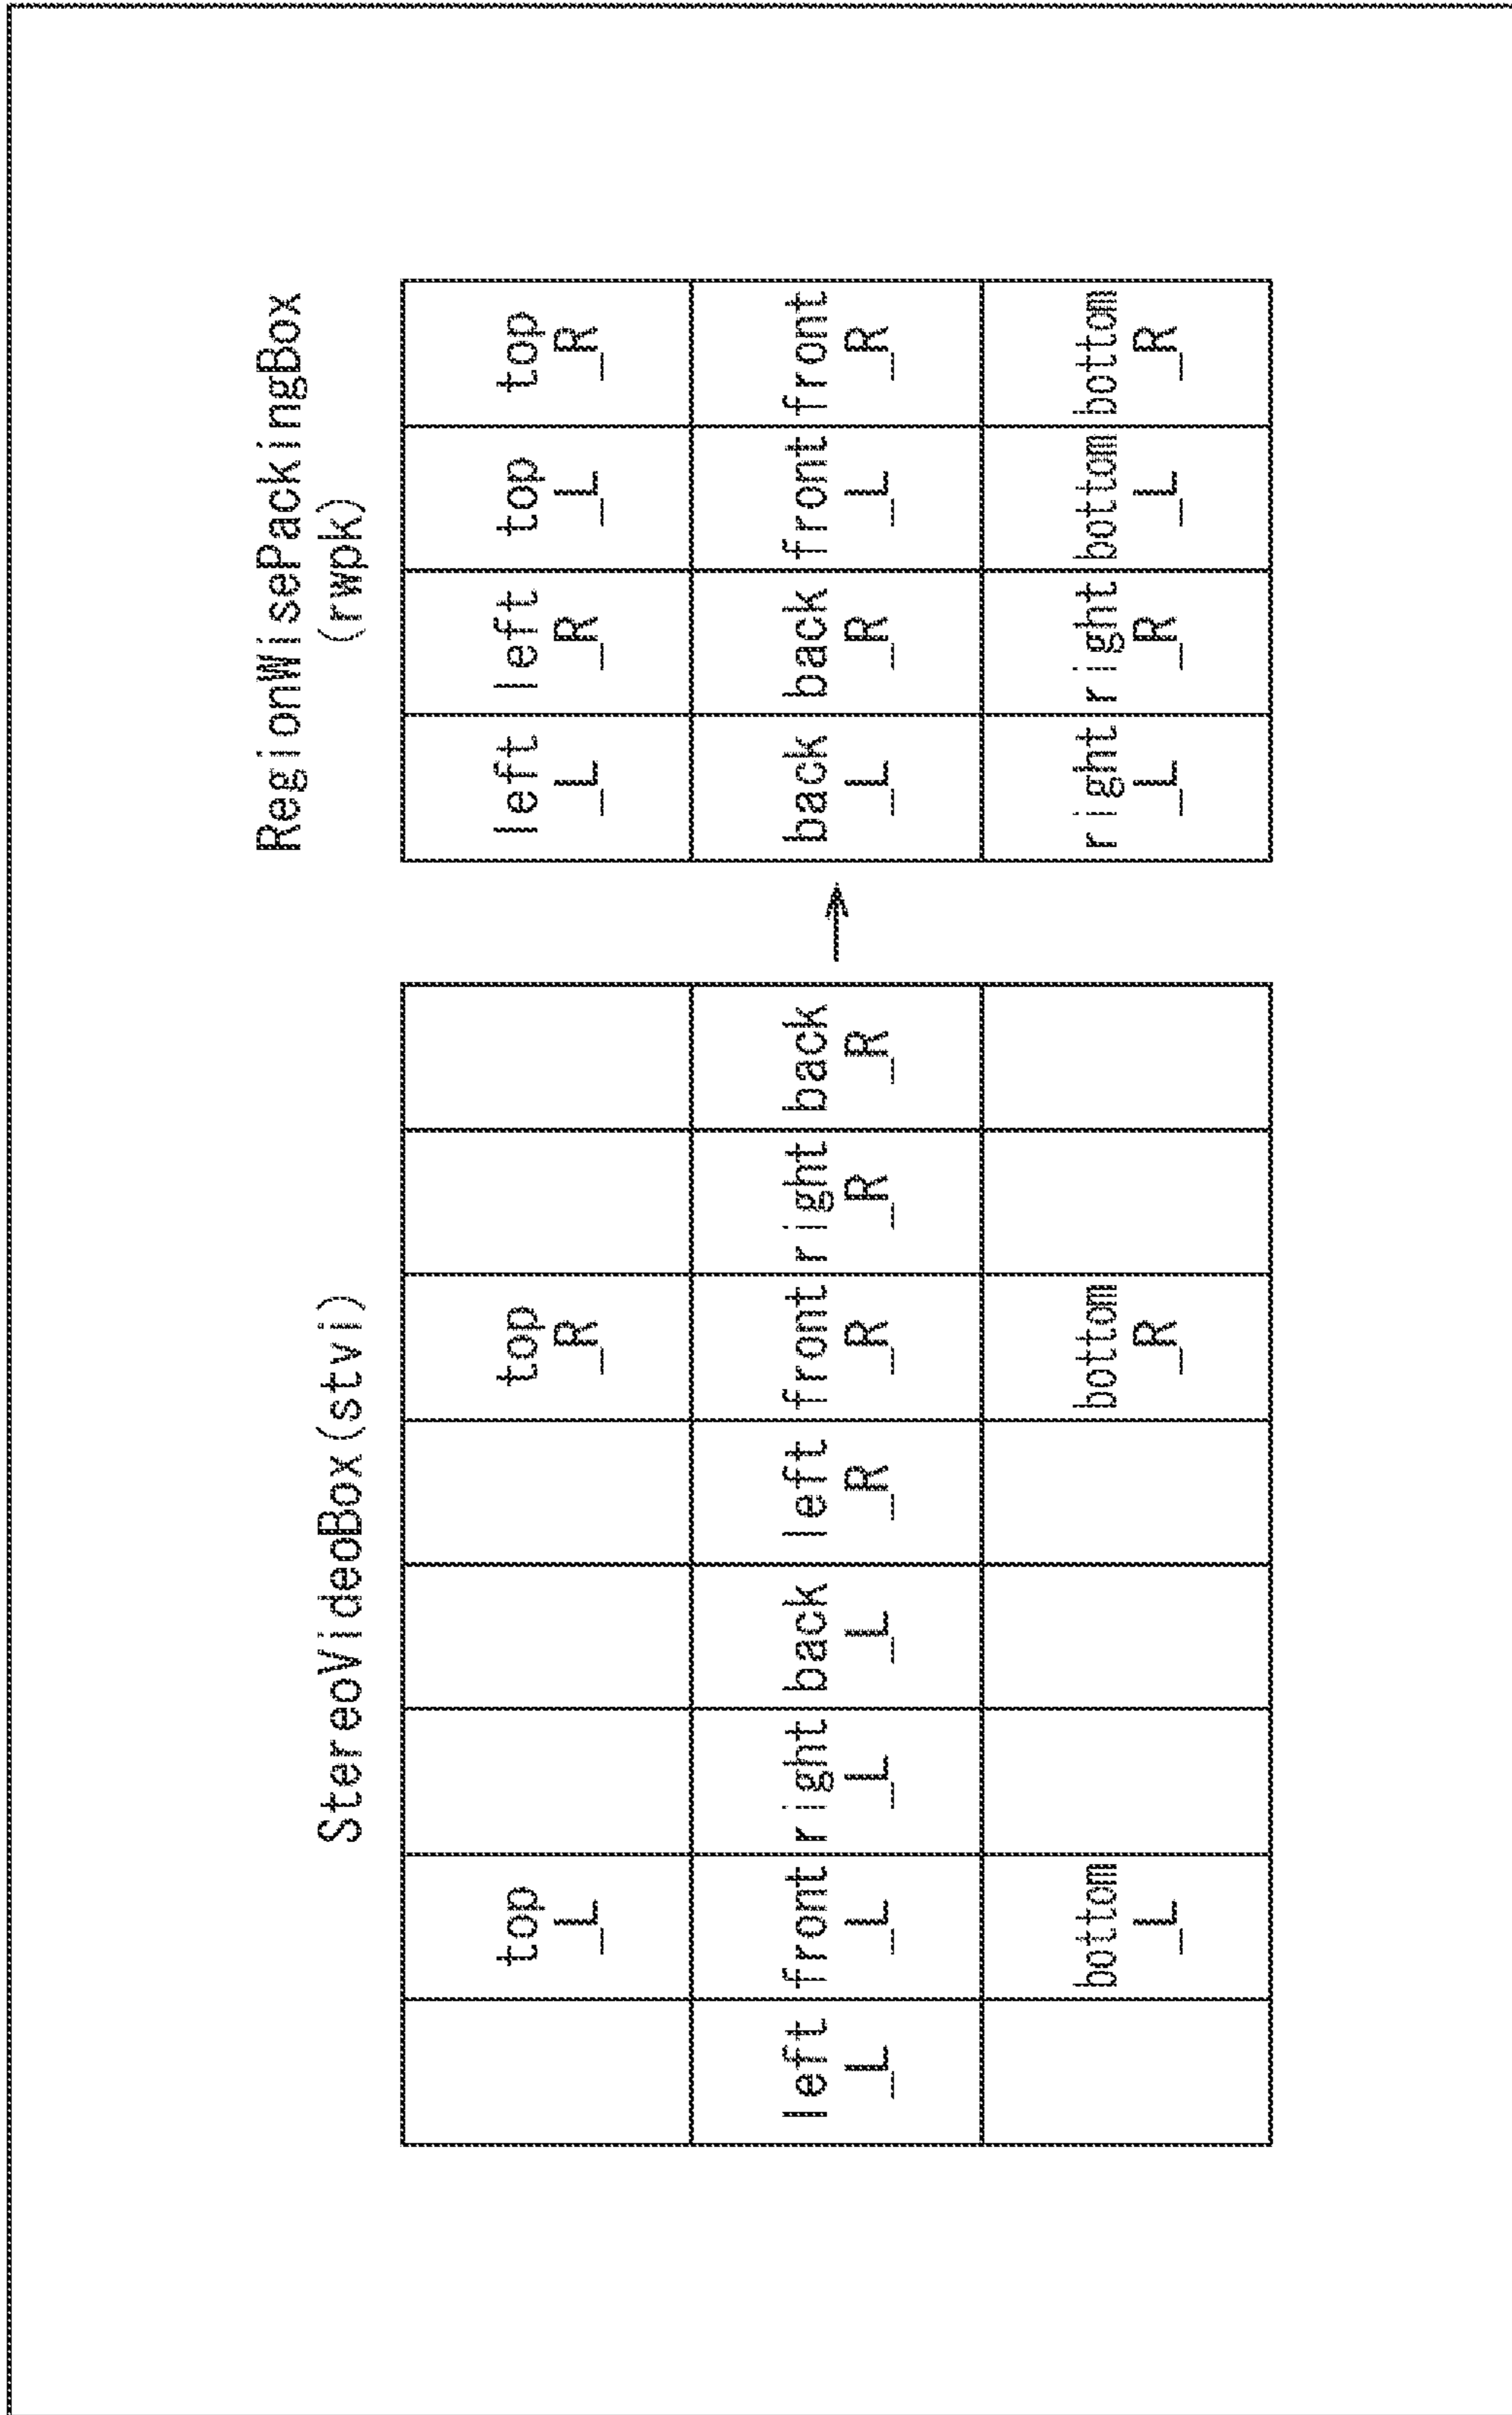 StereoVideoBox(stvi)
top top
_L _R
left front right back left front right back
_L _L _L _L _R _R _R _R
bottom bottom
_L _R
RegionWisePackingBox
(rwpk)
left left top top
_L _R _L _R
back back front front
_L _R _L _R
right right bottom bottom
_L _R _L _R